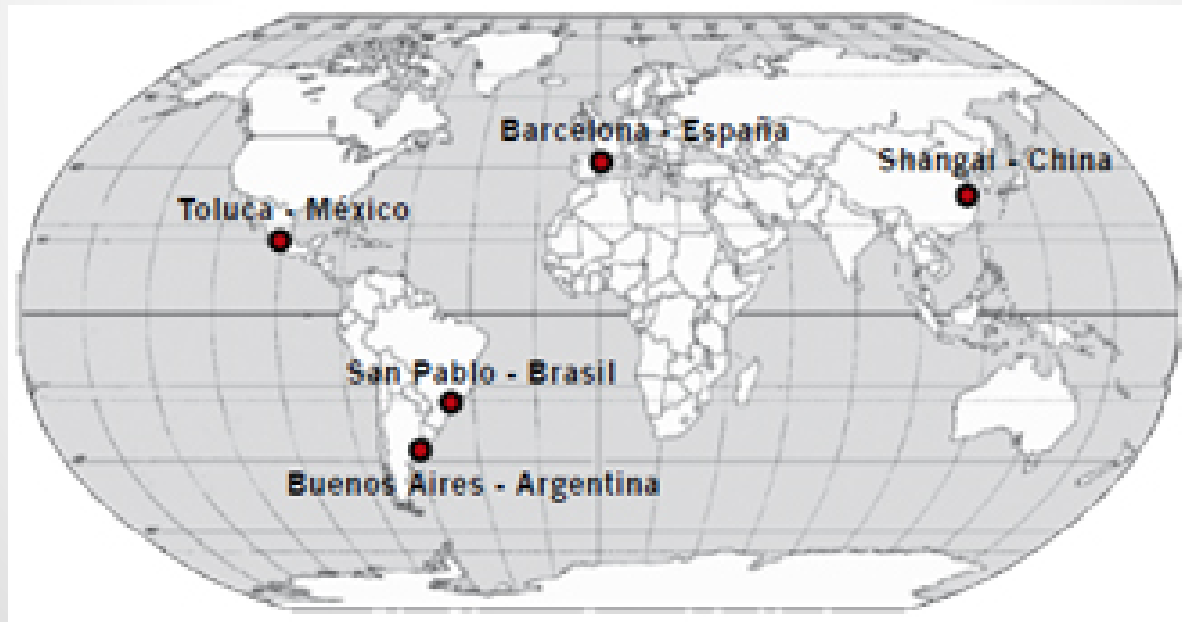 Barcelona - España
Shangai - China
Toluca - México
San Pablo - Brasil
Buenos Aires - Argentina